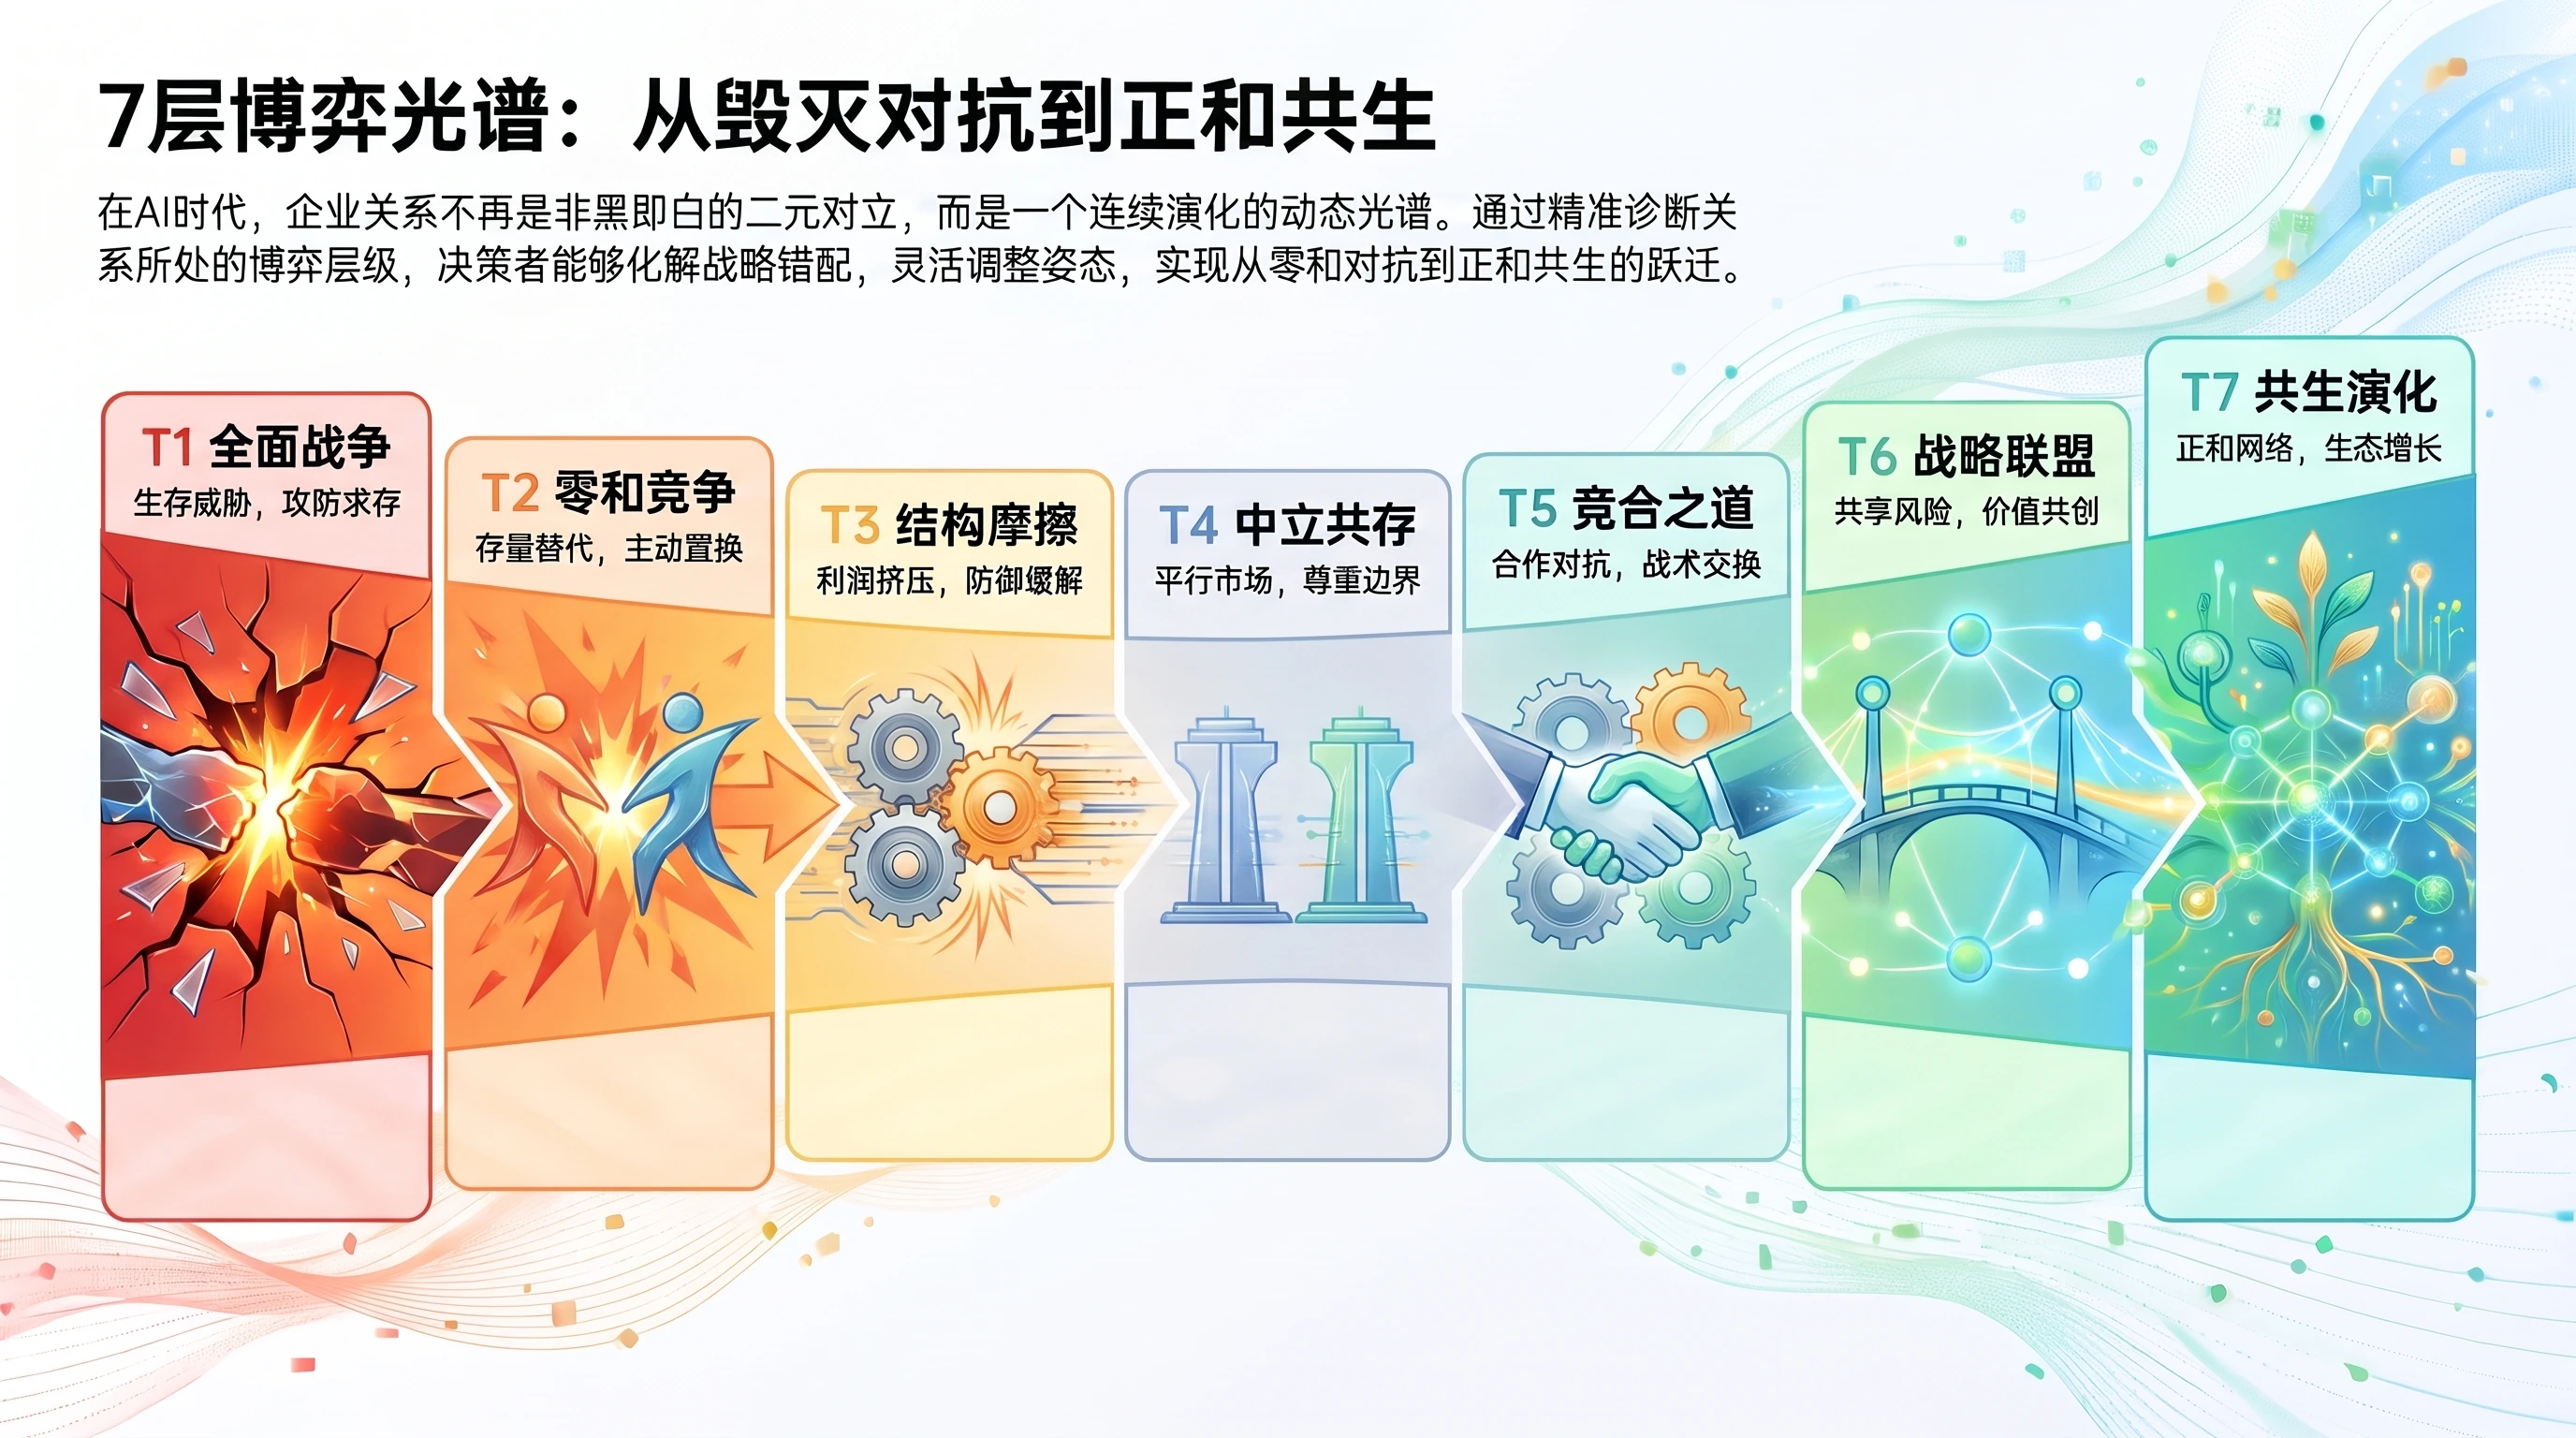 7层博弈光谱：从毁灭对抗到正和共生
在AI时代，企业关系不再是非黑即白的二元对立，而是一个连续演化的动态光谱。通过精准诊断关
系所处的博弈层级，决策者能够化解战略错配，灵活调整姿态，实现从零和对抗到正和共生的跃迁。
T1 全面战争
生存威胁，攻防求存
T2 零和竞争
存量替代，主动置换
T3 结构摩擦
利润挤压，防御缓解
T4 中立共存
平行市场，尊重边界
T5 竞合之道
合作对抗，战术交换
T6 战略联盟
共享风险，价值共创
T7 共生演化
正和网络，生态增长